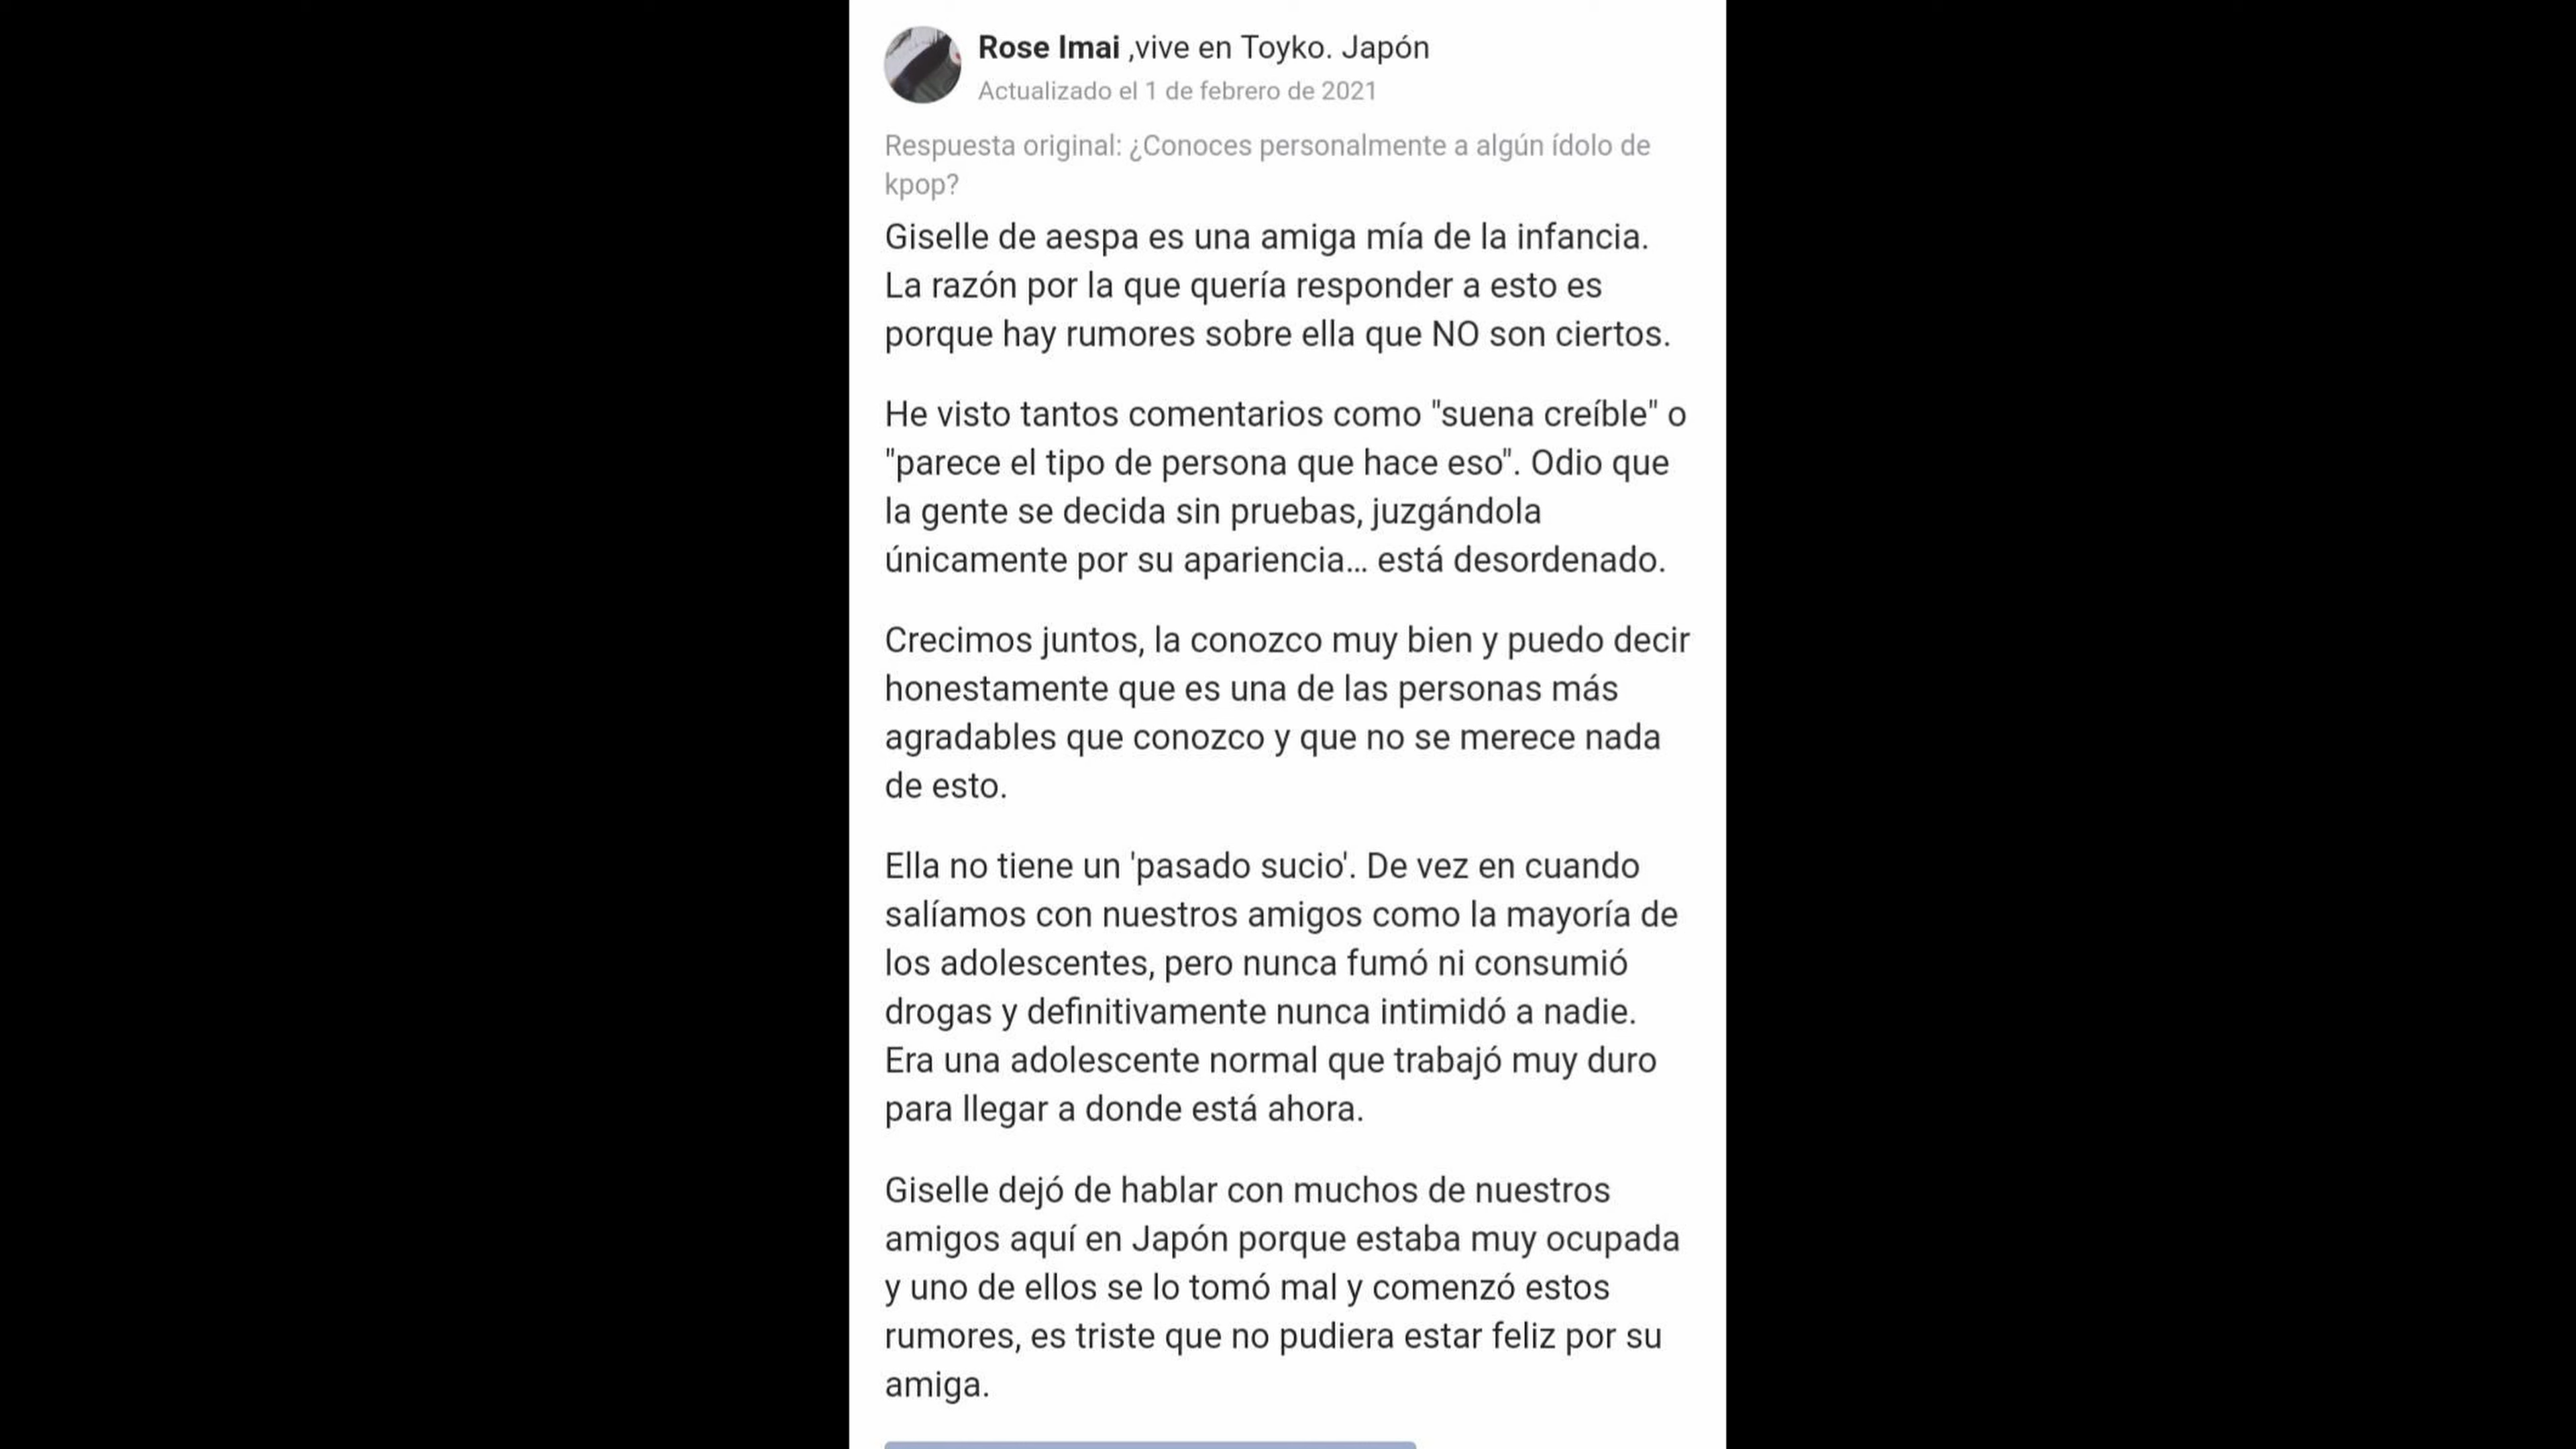 Rose Imai ,vive en Toyko. Japón
Actualizado el 1 de febrero de 2021
Respuesta original: ¿Conoces personalmente a algún ídolo de
kpop?
Giselle de aespa es una amiga mía de la infancia.
La razón por la que quería responder a esto es
porque hay rumores sobre ella que NO son ciertos.
He visto tantos comentarios como "suena creíble" o
"parece el tipo de persona que hace eso". Odio que
la gente se decida sin pruebas, juzgándola
únicamente por su apariencia… está desordenado.
Crecimos juntos, la conozco muy bien y puedo decir
honestamente que es una de las personas más
agradables que conozco y que no se merece nada
de esto.
Ella no tiene un 'pasado sucio'. De vez en cuando
salíamos con nuestros amigos como la mayoría de
los adolescentes, pero nunca fumó ni consumió
drogas y definitivamente nunca intimidó a nadie.
Era una adolescente normal que trabajó muy duro
para llegar a donde está ahora.
Giselle dejó de hablar con muchos de nuestros
amigos aquí en Japón porque estaba muy ocupada
y uno de ellos se lo tomó mal y comenzó estos
rumores, es triste que no pudiera estar feliz por su
amiga.